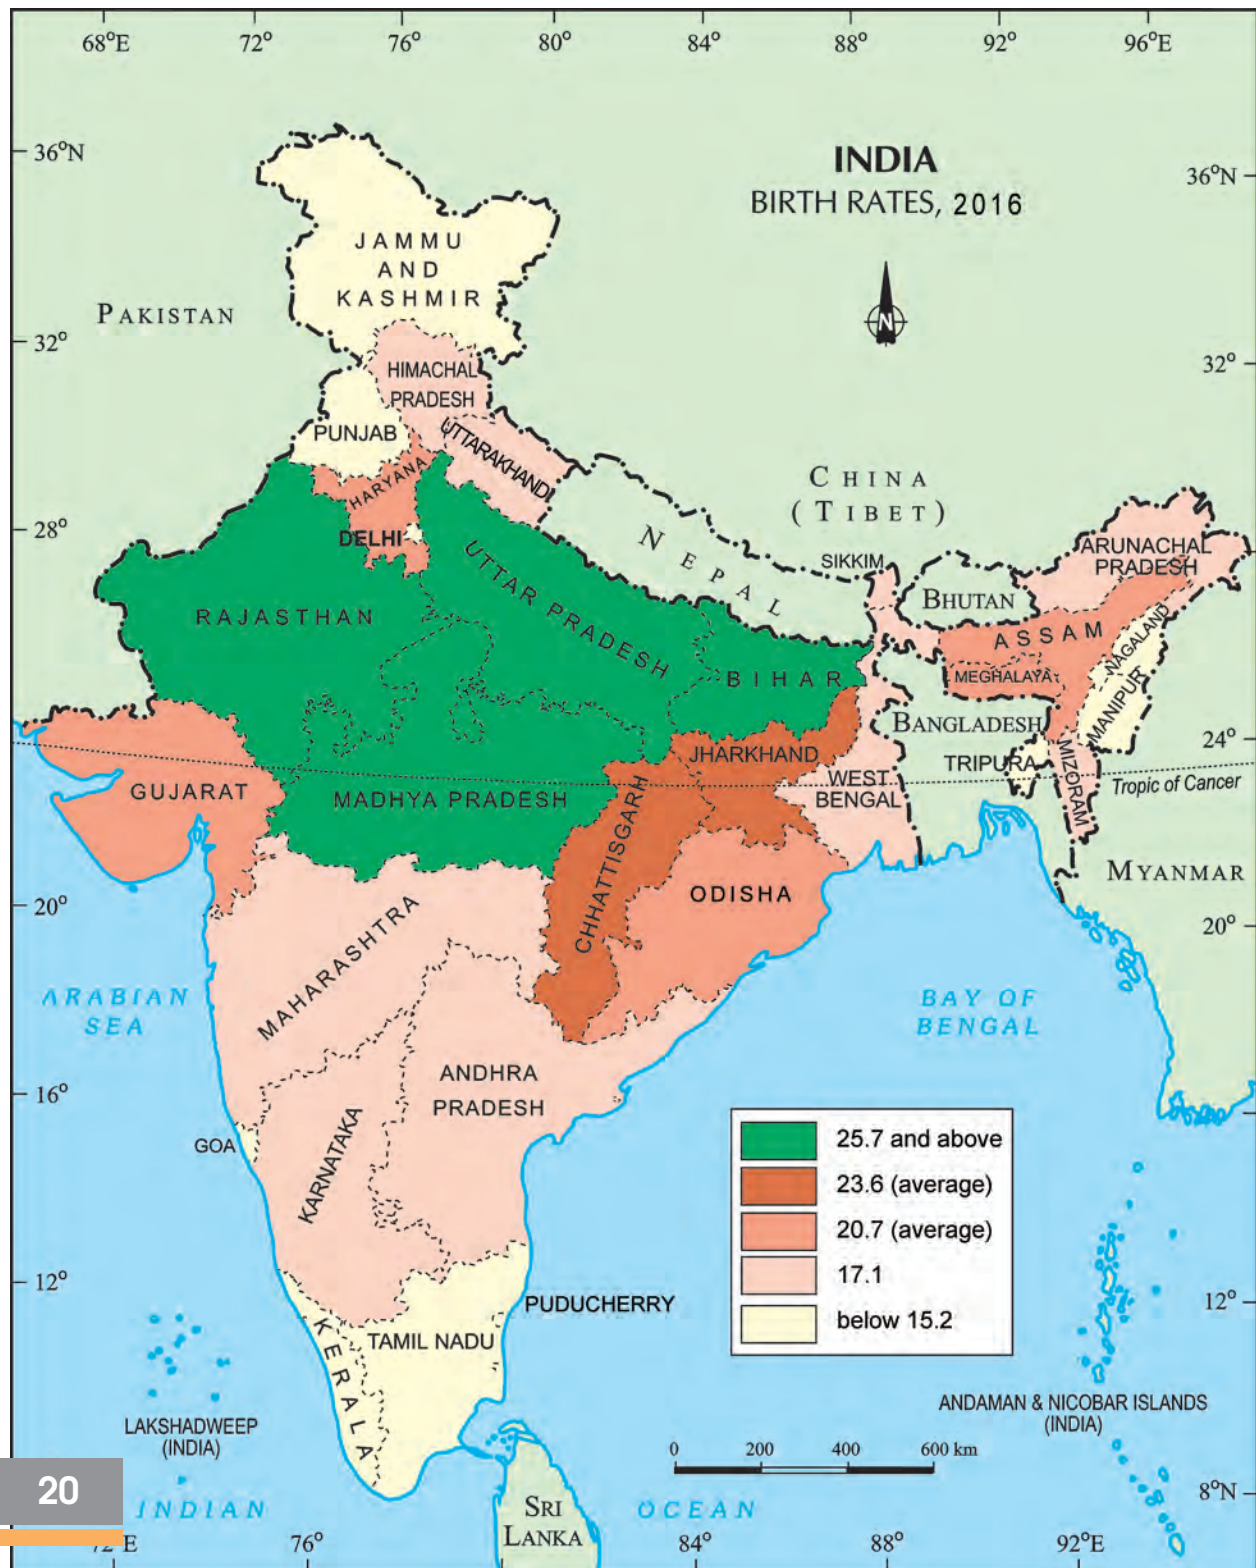 68°E 72° 76° 80° 84° 88° 92° 96°E
INDIA
BIRTH RATES, 2016
36°N
36°N
N
JAMMU
AND
KASHMIR
PAKISTAN
32°
32°
HIMACHAL
PRADESH
PUNJAB
UTTARAKHAND
HARYANA
CHINA
(TIBET)
28°
DELHI
NEPAL
SIKKIM
ARUNACHAL
PRADESH
BHUTAN
RAJASTHAN
UTTAR PRADESH
ASSAM
NAGALAND
BIHAR
MEGHALAYA
MANIPUR
BANGLADESH
24°
JHARKHAND
TRIPURA
MIZORAM
Tropic of Cancer
GUJARAT
MADHYA PRADESH
WEST
BENGAL
CHHATTISGARH
MYANMAR
ODISHA
20°
20°
MAHARASHTRA
ARABIAN
SEA
BAY OF
BENGAL
ANDHRA
PRADESH
16°
GOA
KARNATAKA
25.7 and above
23.6 (average)
20.7 (average)
17.1
below 15.2
12°
12°
PUDUCHERRY
KERALA
TAMIL NADU
LAKSHADWEEP
(INDIA)
ANDAMAN & NICOBAR ISLANDS
(INDIA)
0 200 400 600 km
20
8°N
INDIAN
OCEAN
SRI
LANKA
72°E 76° 84° 88° 92°E